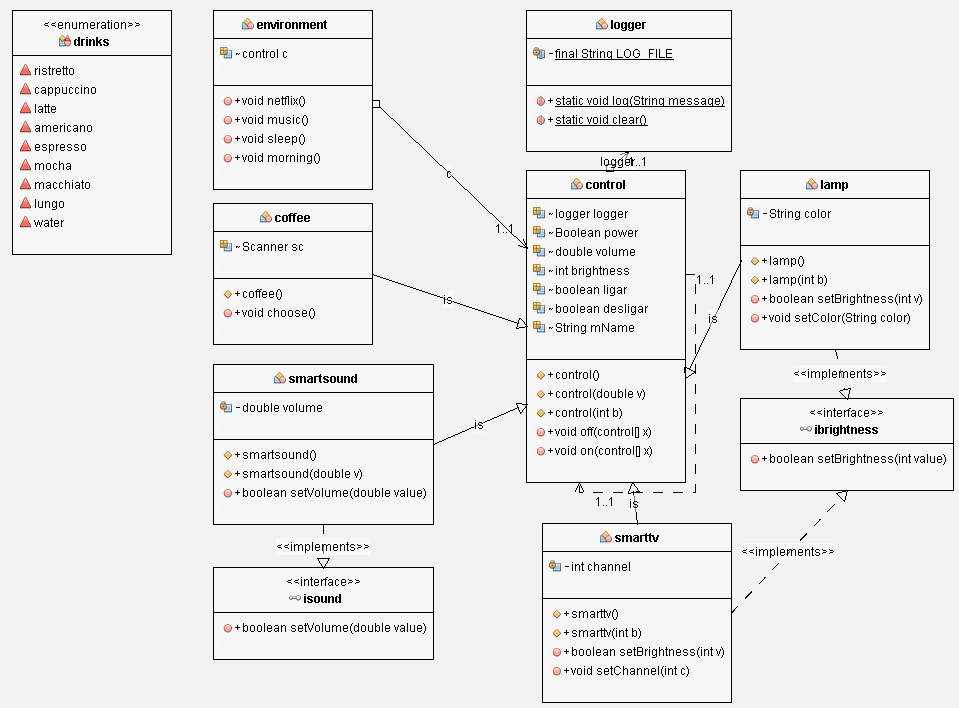 <<enumeration>>
drinks
ristretto
cappuccino
latte
americano
espresso
mocha
macchiato
lungo
water
environment
~control c
+void netflix()
+void music()
+void sleep()
+void morning()
c
1..1
logger
-final String LOG_FILE
+static void log(String message)
+static void clear()
logger
1..1
coffee
~Scanner sc
+coffee()
+void choose()
is
control
~logger logger
~Boolean power
~double volume
~int brightness
~boolean ligar
~boolean desligar
~String mName
+control()
+control(double v)
+control(int b)
+void off(control[] x)
+void on(control[] x)
1..1
1..1
is
lamp
-String color
+lamp()
+lamp(int b)
+boolean setBrightness(int v)
+void setColor(String color)
is
<<implements>>
<<interface>>
ibrightness
+boolean setBrightness(int value)
smartsound
-double volume
+smartsound()
+smartsound(double v)
+boolean setVolume(double value)
is
<<implements>>
<<interface>>
isound
+boolean setVolume(double value)
smarttv
-int channel
+smarttv()
+smarttv(int b)
+boolean setBrightness(int v)
+void setChannel(int c)
<<implements>>